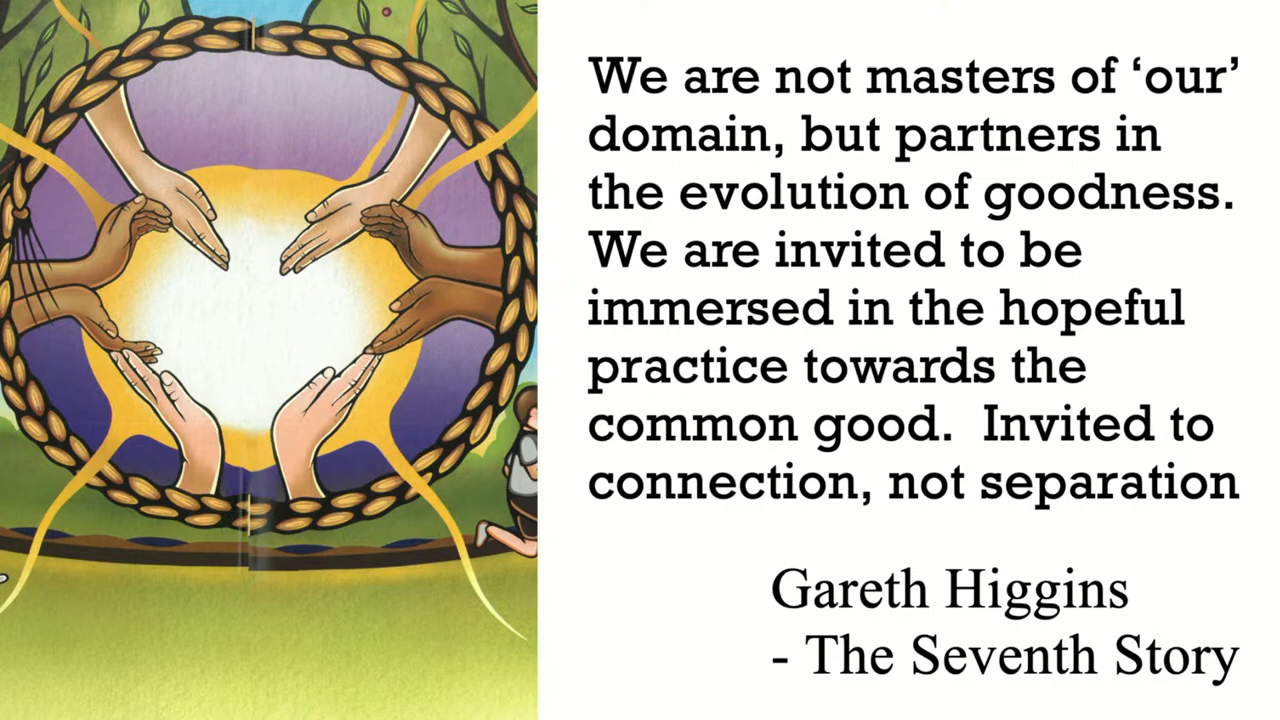 We are not masters of ‘our’
domain, but partners in
the evolution of goodness.
We are invited to be
immersed in the hopeful
practice towards the
common good.  Invited to
connection, not separation
Gareth Higgins
- The Seventh Story